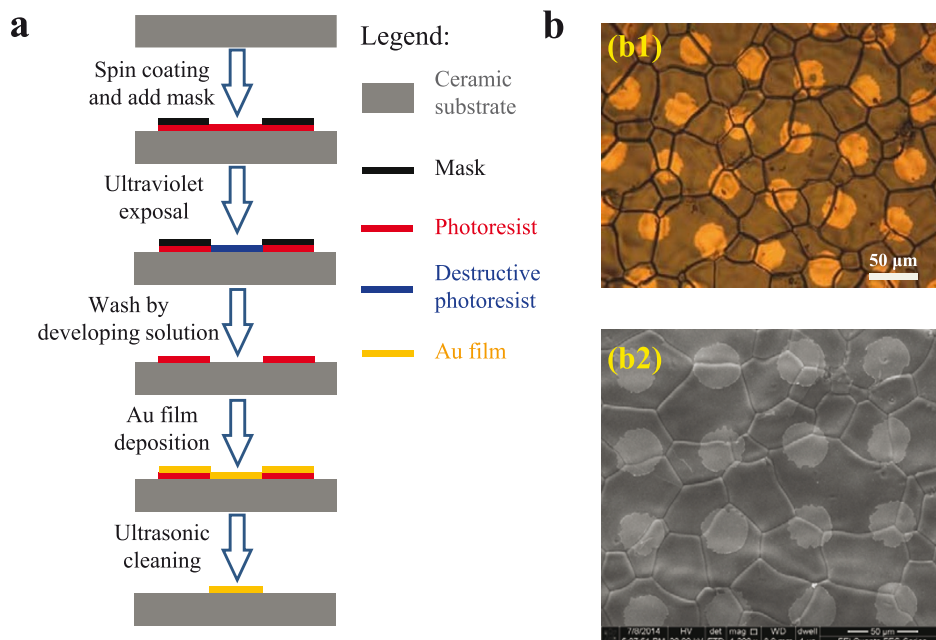 a
Spin coating
and add mask
Ultraviolet
exposal
Wash by
developing solution
Au film
deposition
Ultrasonic
cleaning
Legend:
Ceramic
substrate
Mask
Photoresist
Destructive
photoresist
Au film
b
(b1)
50 μm
(b2)
7/8/2014 HV det mag WD dwell 50 μm